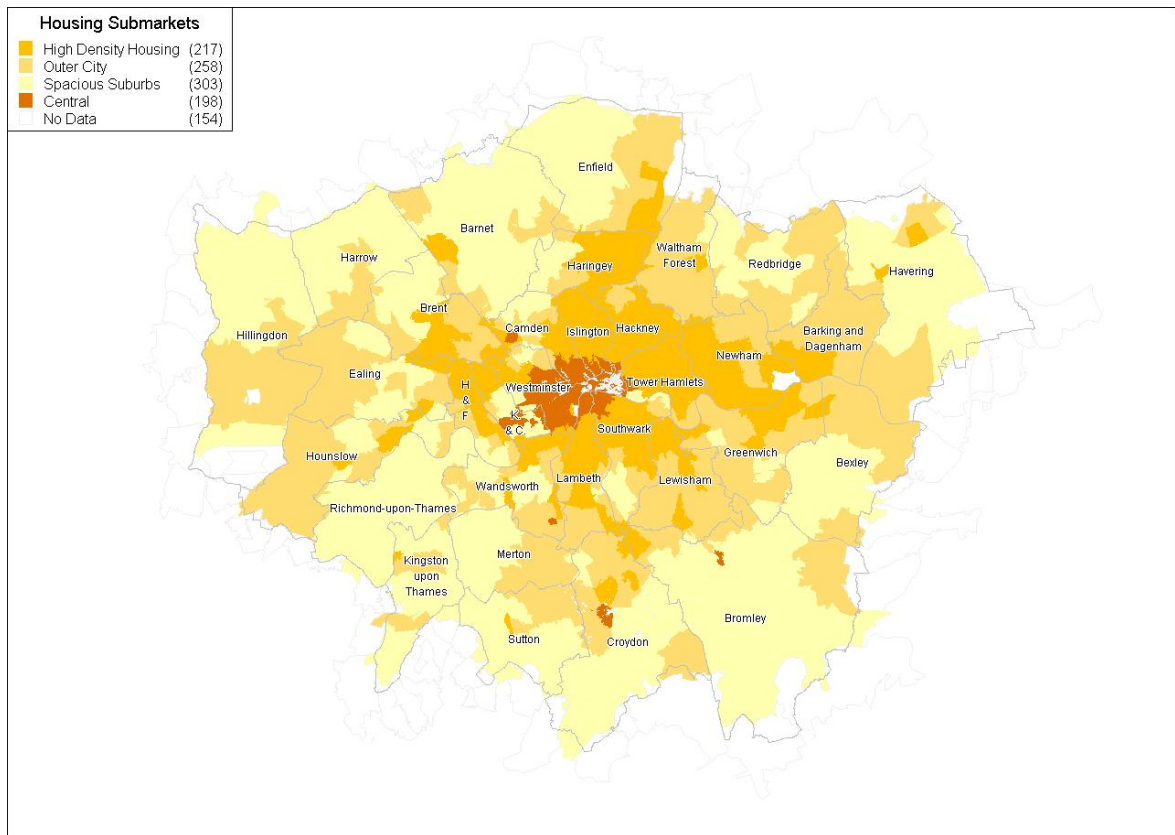 Housing Submarkets
High Density Housing (217)
Outer City (258)
Spacious Suburbs (303)
Central (198)
No Data (154)
Enfield
Barnet
Harrow
Haringey
Waltham
Forest
Redbridge
Havering
Brent
Camden
Islington
Hackney
Hillingdon
Barking and
Dagenham
Newham
Ealing
H
&
F
Westminster
Tower Hamlets
K
& C
Southwark
Hounslow
Greenwich
Bexley
Wandsworth
Lambeth
Lewisham
Richmond-upon-Thames
Merton
Kingston
upon
Thames
Sutton
Croydon
Bromley